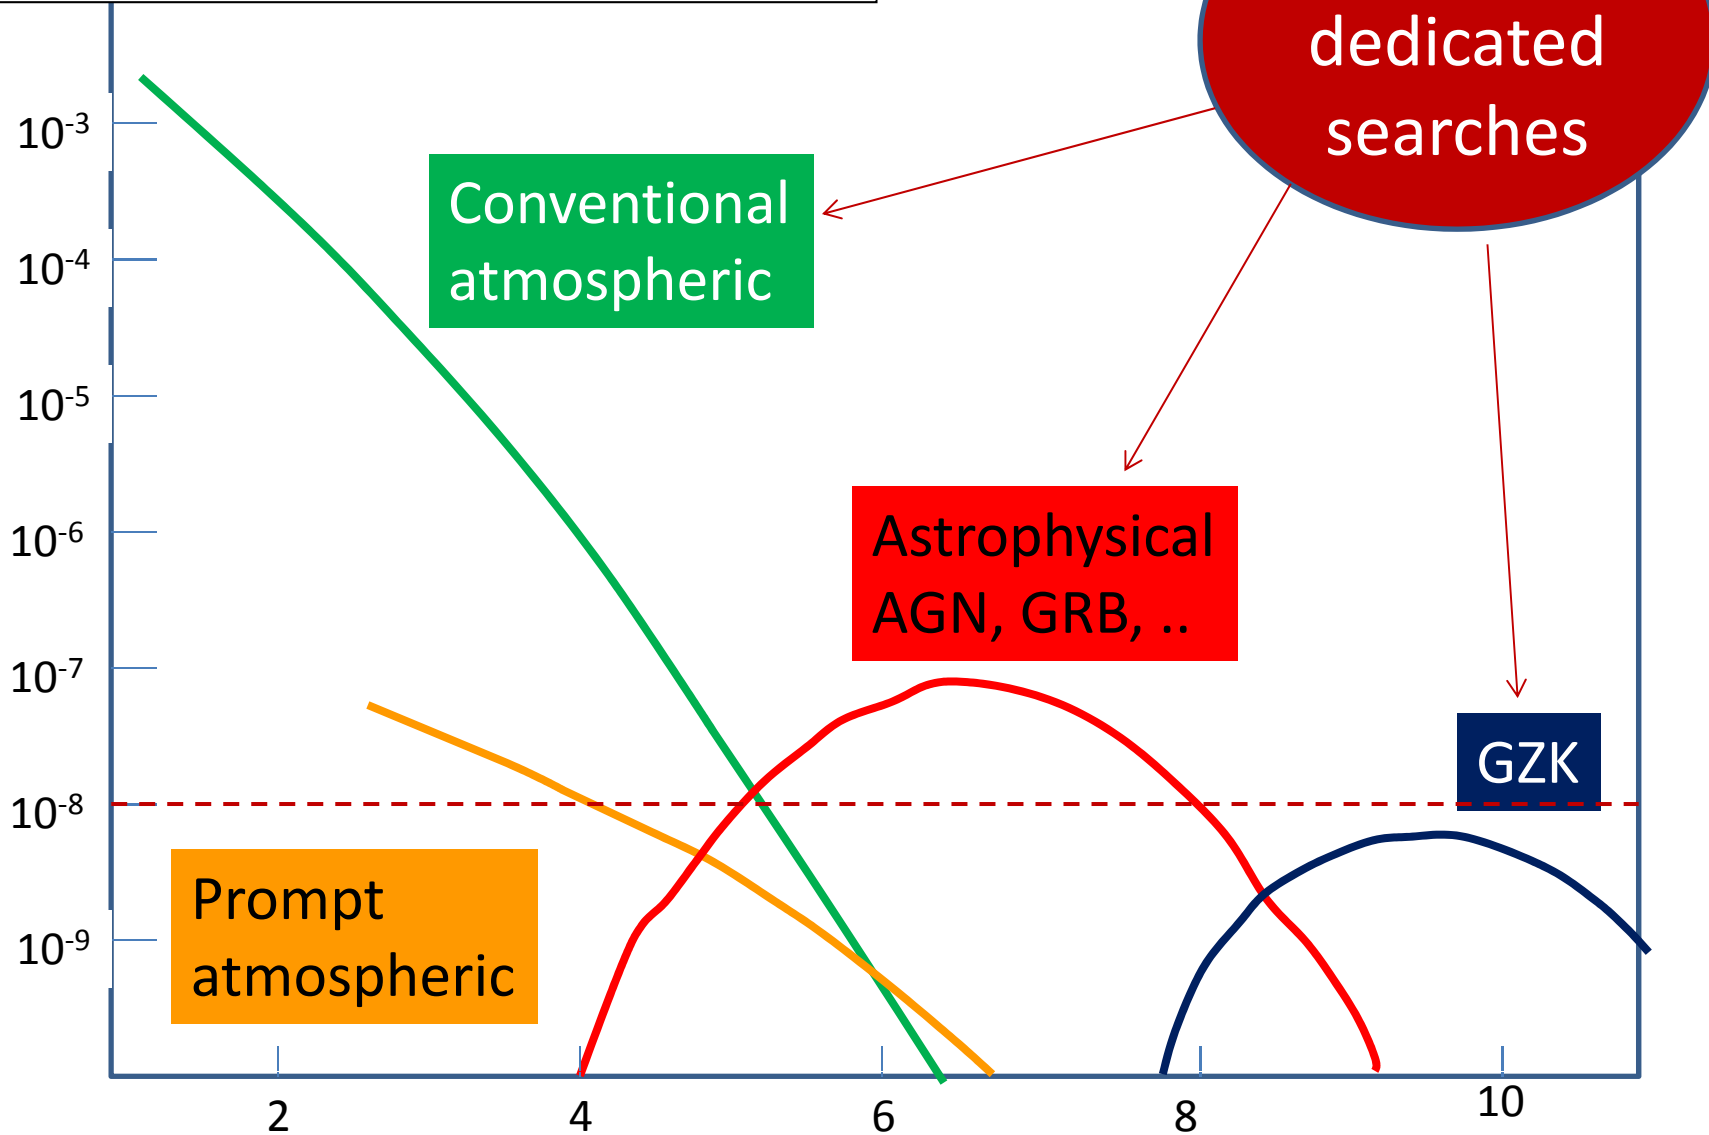 dedicated
searches
10-3
Conventional
atmospheric
10-4
10-5
10-6
Astrophysical
AGN, GRB, ..
10-7
GZK
10-8
Prompt
atmospheric
10-9
2
4
6
8
10